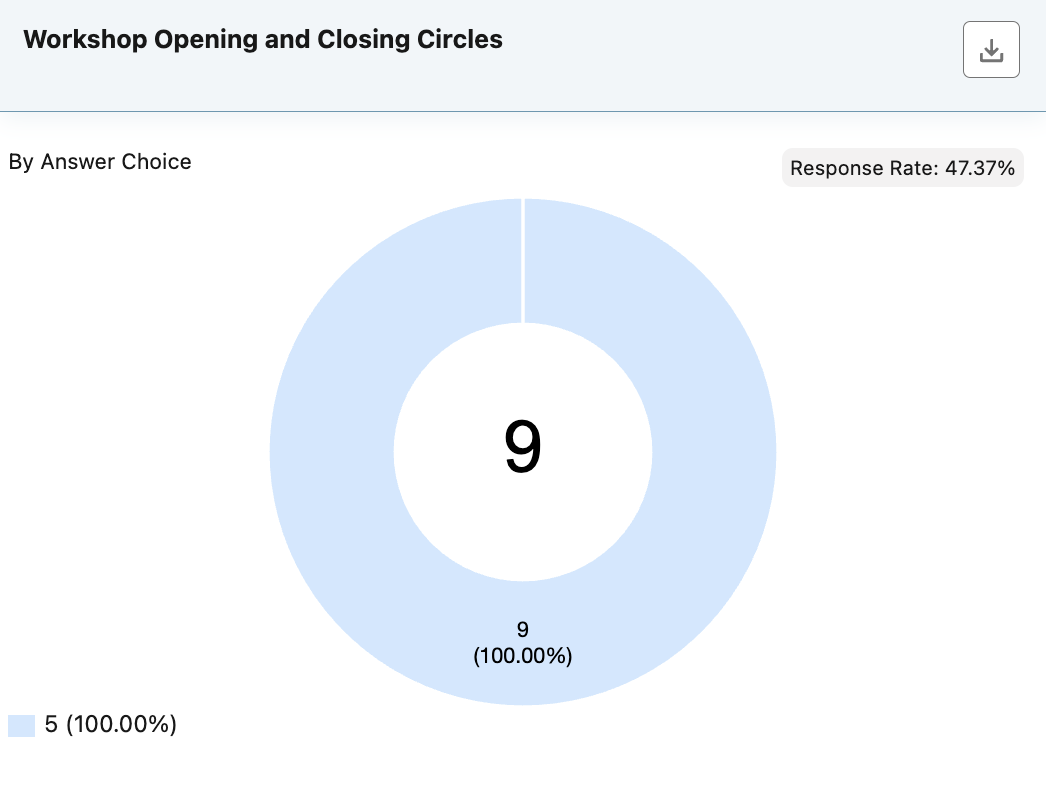 Workshop Opening and Closing Circles
By Answer Choice
Response Rate: 47.37%
9
9
(100.00%)
5 (100.00%)